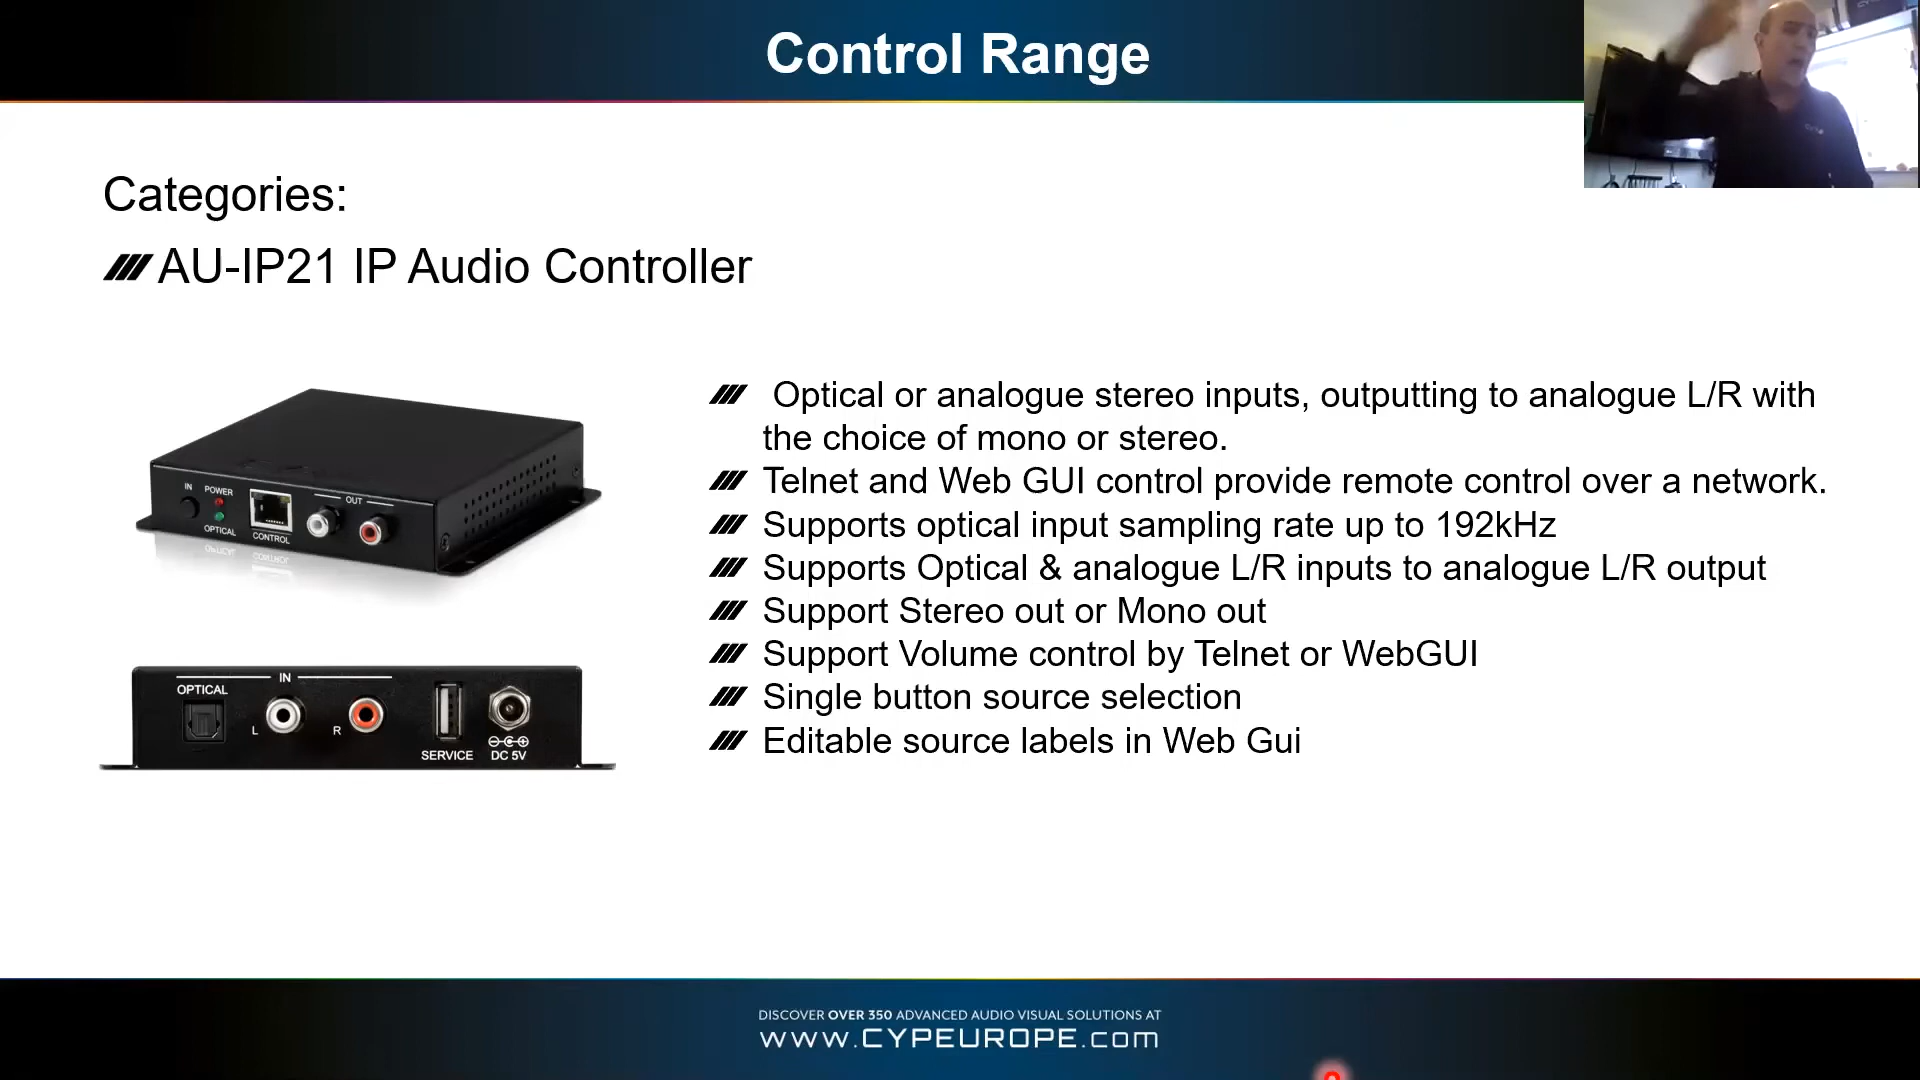 Control Range
Categories:
AU-IP21 IP Audio Controller
Optical or analogue stereo inputs, outputting to analogue L/R with
the choice of mono or stereo.
Telnet and Web GUI control provide remote control over a network.
Supports optical input sampling rate up to 192kHz
Supports Optical & analogue L/R inputs to analogue L/R output
Support Stereo out or Mono out
Support Volume control by Telnet or WebGUI
Single button source selection
Editable source labels in Web Gui
IN
POWER
OPTICAL
CONTROL
OUT
IN
OPTICAL
L
R
SERVICE
DC 5V
DISCOVER OVER 350 ADVANCED AUDIO VISUAL SOLUTIONS AT
WWW.CYPEUROPE.com